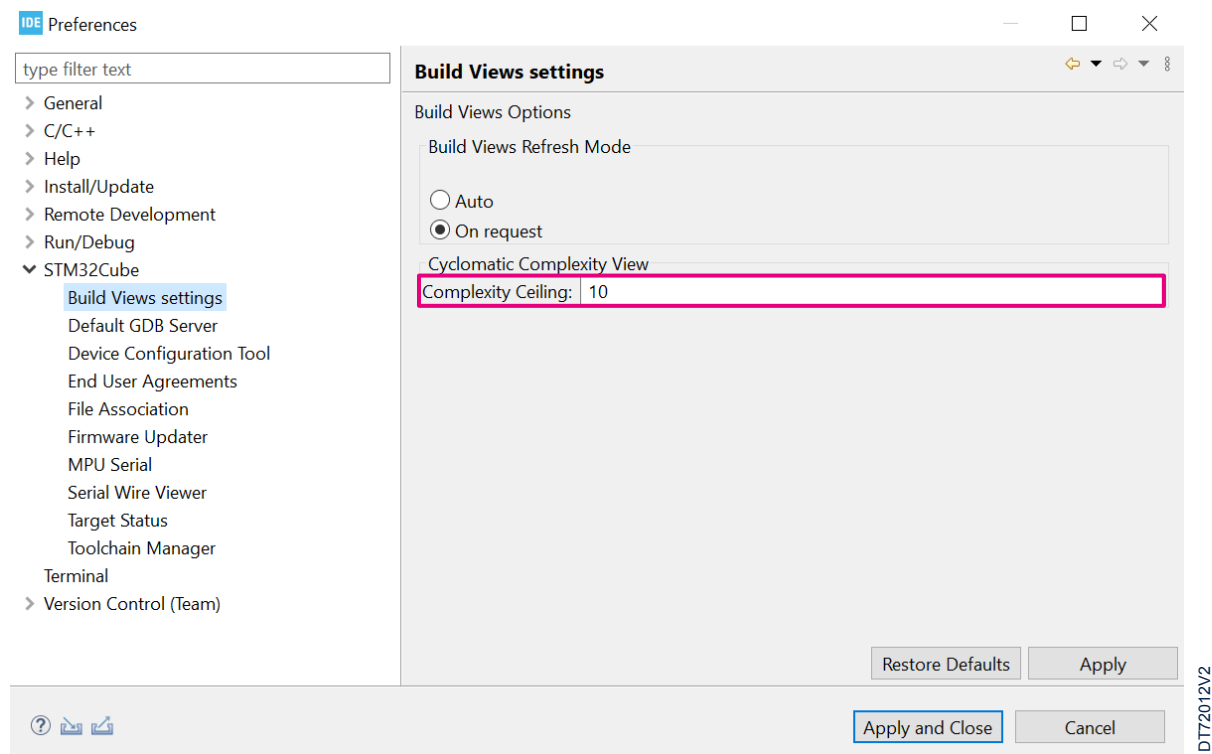 IDE Preferences
type filter text
General
C/C++
Help
Install/Update
Remote Development
Run/Debug
STM32Cube
Build Views settings
Default GDB Server
Device Configuration Tool
End User Agreements
File Association
Firmware Updater
MPU Serial
Serial Wire Viewer
Target Status
Toolchain Manager
Terminal
Version Control (Team)
Build Views settings
Build Views Options
Build Views Refresh Mode
Auto
On request
Cyclomatic Complexity View
Complexity Ceiling: 10
Restore Defaults Apply
? Apply and Close Cancel
DT72012V2